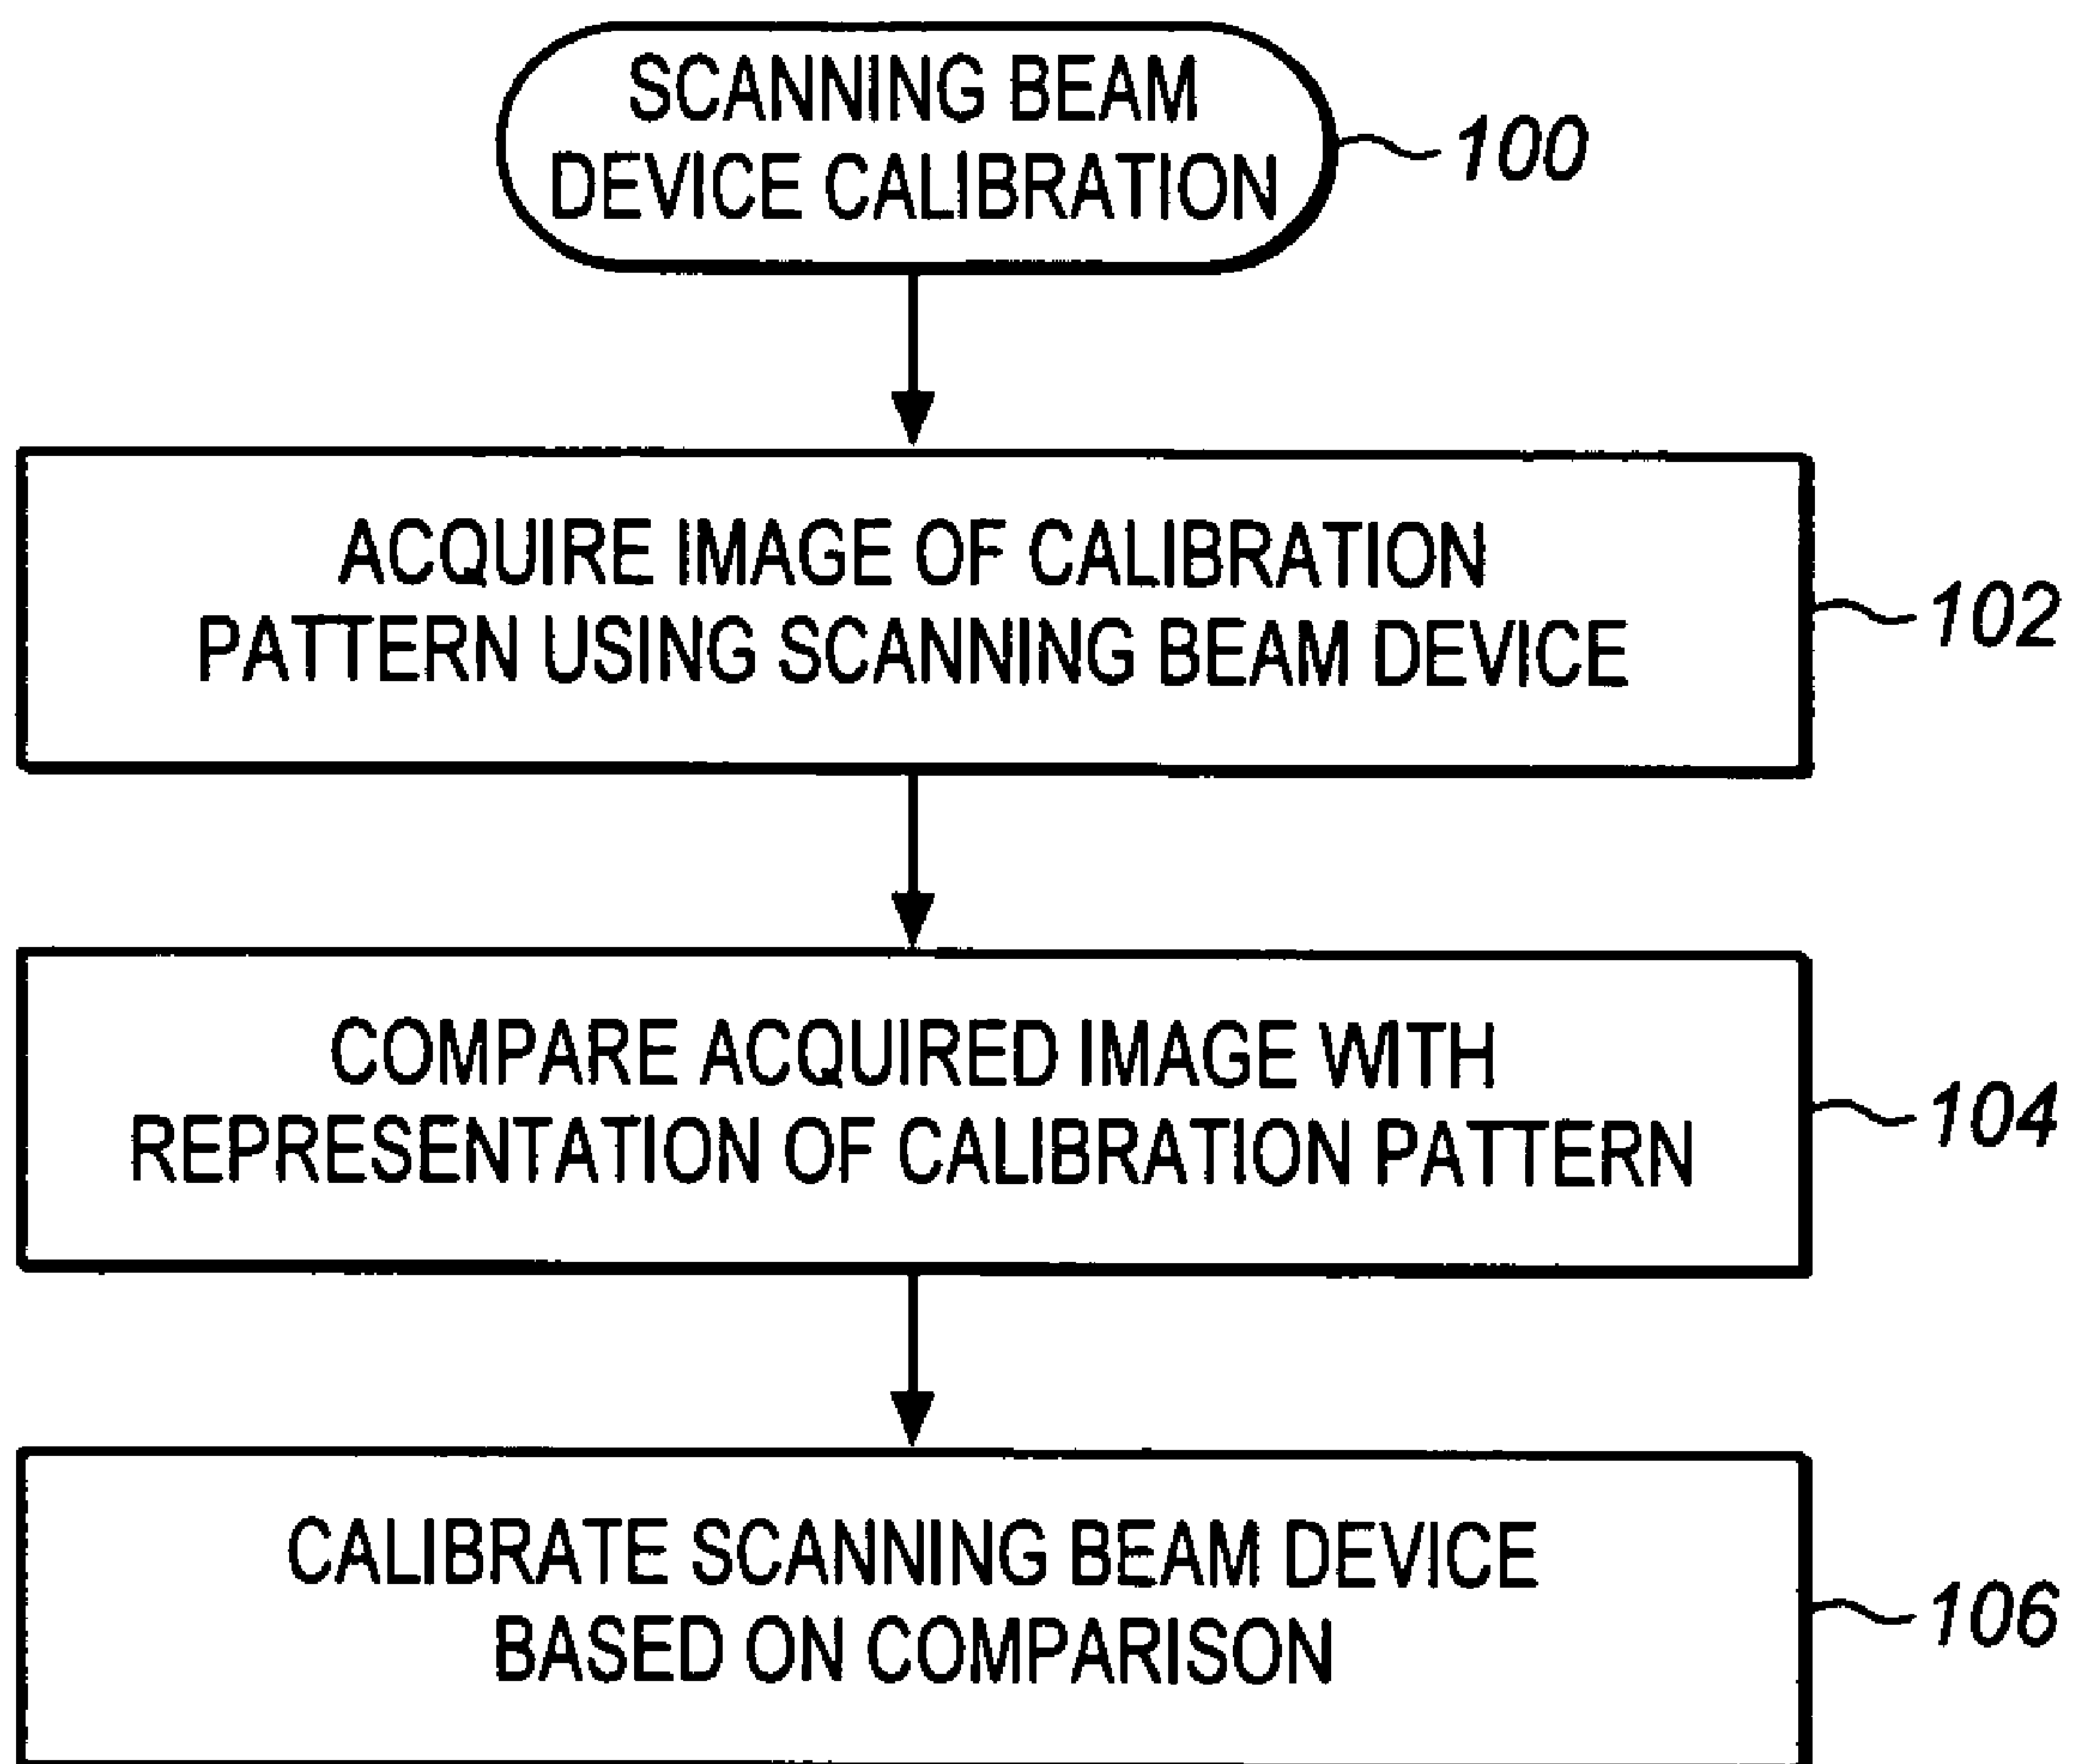 SCANNING BEAM
DEVICE CALIBRATION
100
ACQUIRE IMAGE OF CALIBRATION
PATTERN USING SCANNING BEAM DEVICE
102
COMPARE ACQUIRED IMAGE WITH
REPRESENTATION OF CALIBRATION PATTERN
104
CALIBRATE SCANNING BEAM DEVICE
BASED ON COMPARISON
106